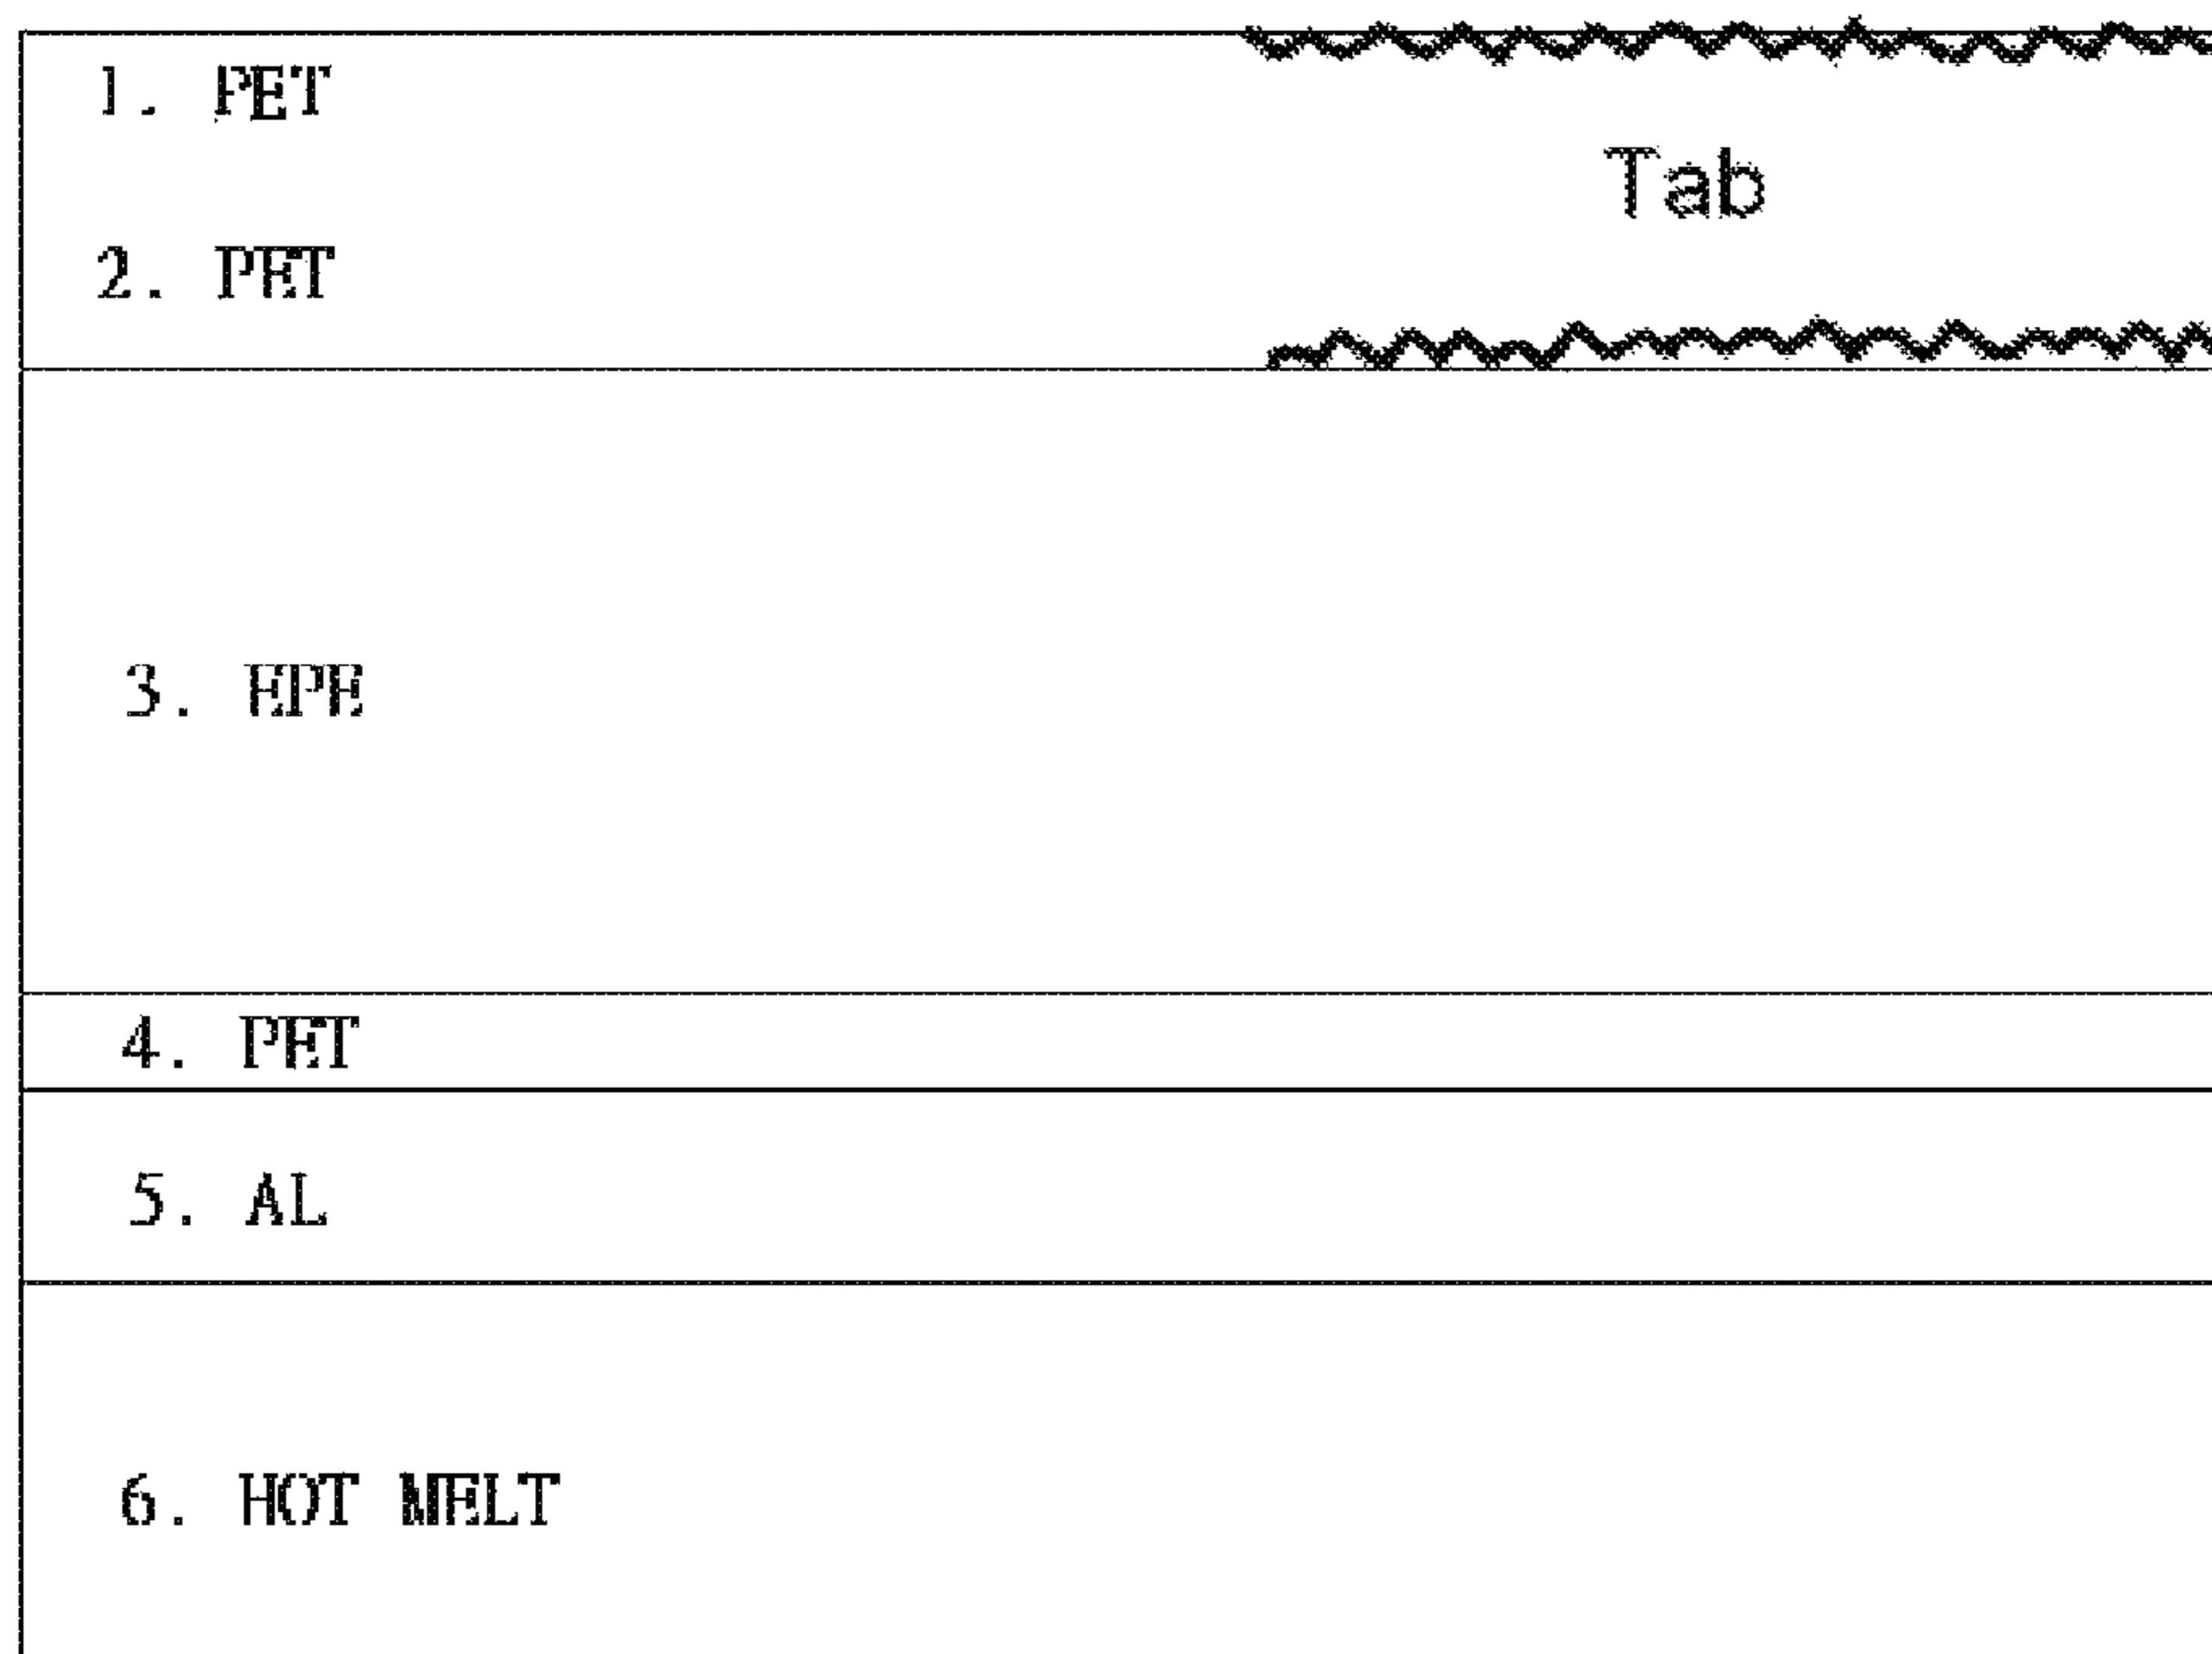 1. PET
Tab
2. PET
3. EPE
4. PET
5. AL
6. HOT MELT